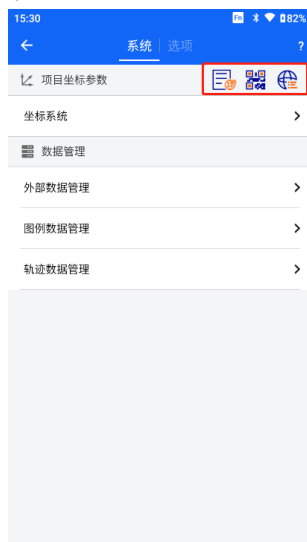 15:30 Fn 82%
系统 选项 ?
项目坐标参数
坐标系统
数据管理
外部数据管理
图例数据管理
轨迹数据管理